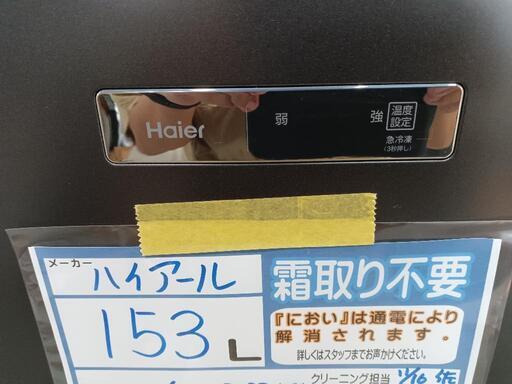 Haier
弱 強 温度設定
急冷凍
(3秒押し)
メーカー ハイアール
153 L
霜取り不要
『におい』は通電により
解消されます。
詳しくはスタッフまでお声かけください。
クリーニング担当 11/16